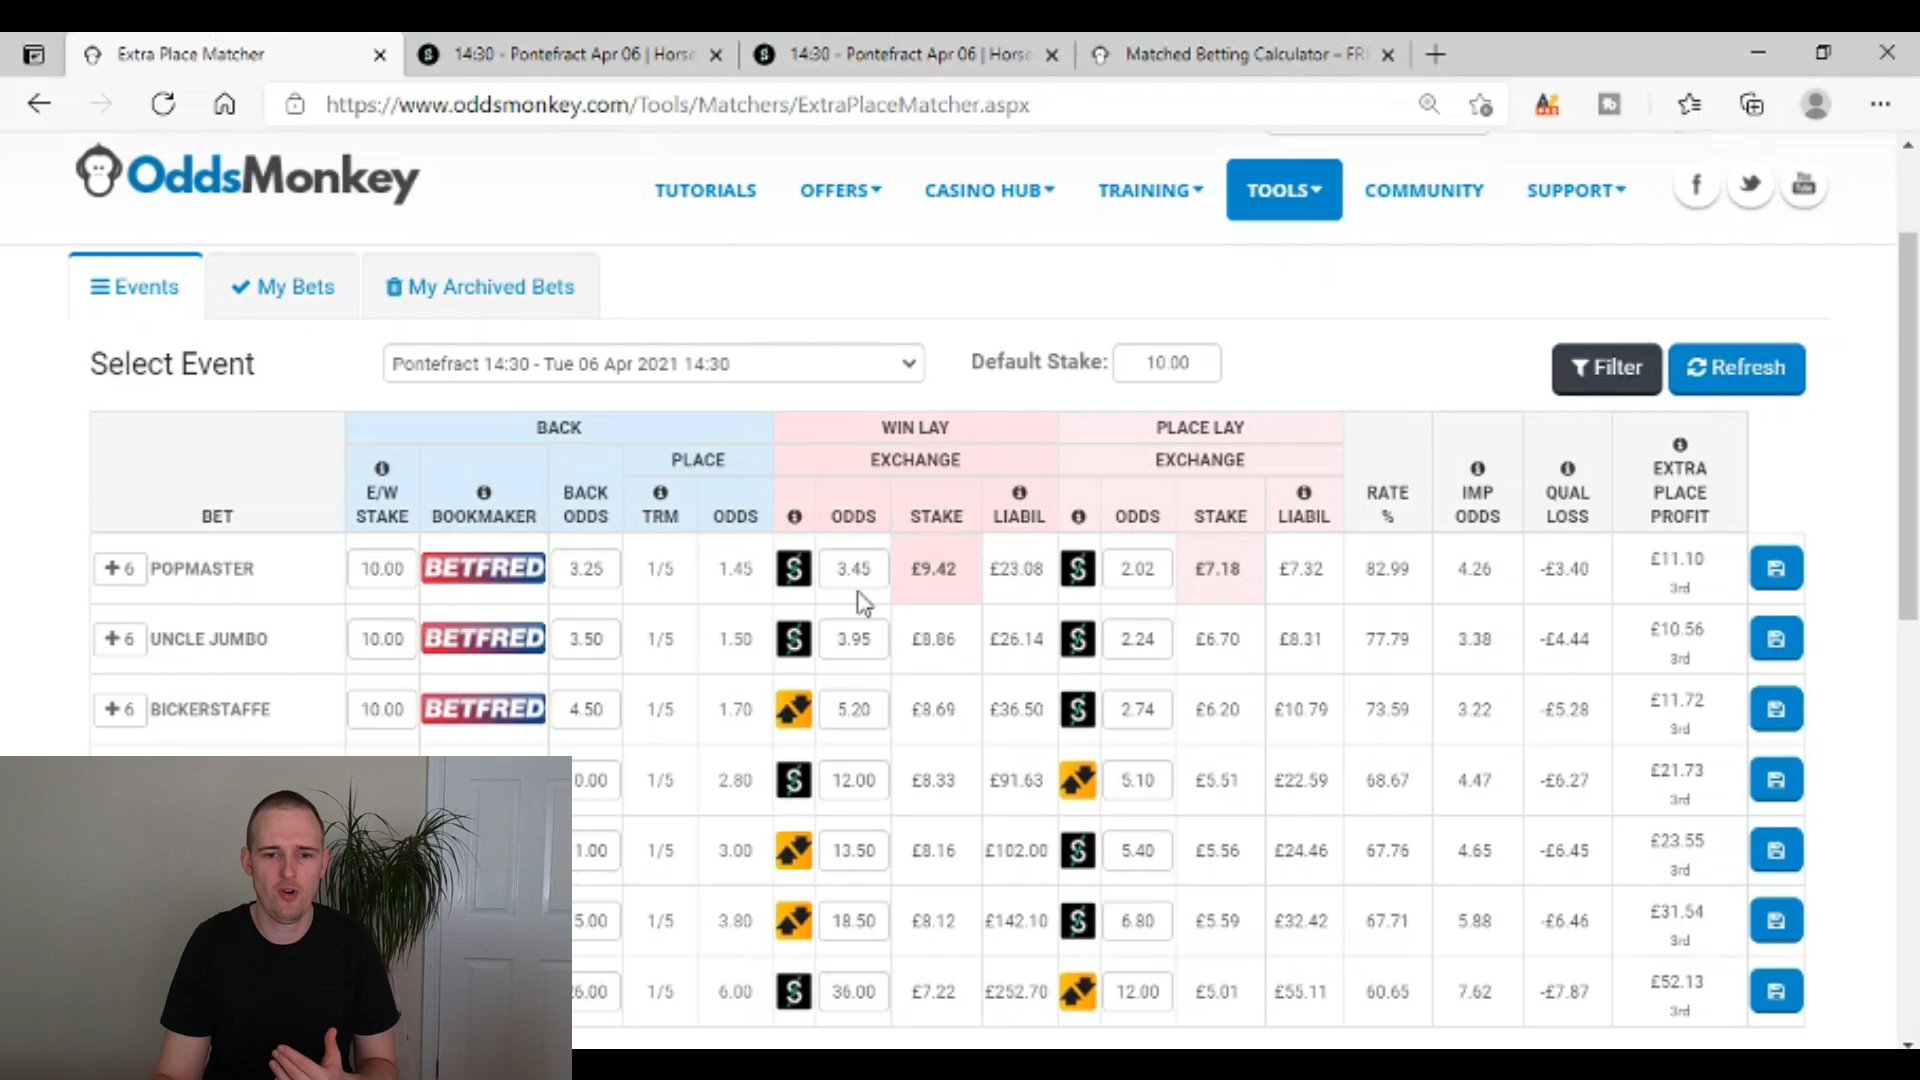 Extra Place Matcher
14:30 - Pontefract Apr 06 | Horse
14:30 - Pontefract Apr 06 | Horse
Matched Betting Calculator – FR
https://www.oddsmonkey.com/Tools/Matchers/ExtraPlaceMatcher.aspx
OddsMonkey
TUTORIALS OFFERS CASINO HUB TRAINING TOOLS COMMUNITY SUPPORT
Events My Bets My Archived Bets
Select Event Pontefract 14:30 - Tue 06 Apr 2021 14:30 Default Stake: 10.00 Filter Refresh
BACK WIN LAY PLACE LAY
PLACE EXCHANGE EXCHANGE
BET E/W STAKE BOOKMAKER BACK ODDS TRM ODDS ODDS STAKE LIABIL ODDS STAKE LIABIL RATE % IMP ODDS QUAL LOSS EXTRA PLACE PROFIT
+6 POPMASTER 10.00 BETFRED 3.25 1/5 1.45 3.45 £9.42 £23.08 2.02 £7.18 £7.32 82.99 4.26 -£3.40 £11.10 3rd
+6 UNCLE JUMBO 10.00 BETFRED 3.50 1/5 1.50 3.95 £8.86 £26.14 2.24 £6.70 £8.31 77.79 3.38 -£4.44 £10.56 3rd
+6 BICKERSTAFFE 10.00 BETFRED 4.50 1/5 1.70 5.20 £8.69 £36.50 2.74 £6.20 £10.79 73.59 3.22 -£5.28 £11.72 3rd
0.00 1/5 2.80 12.00 £8.33 £91.63 5.10 £5.51 £22.59 68.67 4.47 -£6.27 £21.73 3rd
1.00 1/5 3.00 13.50 £8.16 £102.00 5.40 £5.56 £24.46 67.76 4.65 -£6.45 £23.55 3rd
5.00 1/5 3.80 18.50 £8.12 £142.10 6.80 £5.59 £32.42 67.71 5.88 -£6.46 £31.54 3rd
6.00 1/5 6.00 36.00 £7.22 £252.70 12.00 £5.01 £55.11 60.65 7.62 -£7.87 £52.13 3rd